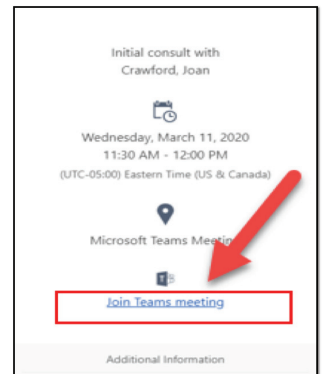 Initial consult with
Crawford, Joan
Wednesday, March 11, 2020
11:30 AM - 12:00 PM
(UTC-05:00) Eastern Time (US & Canada)
Microsoft Teams Meeting
Join Teams meeting
Additional Information